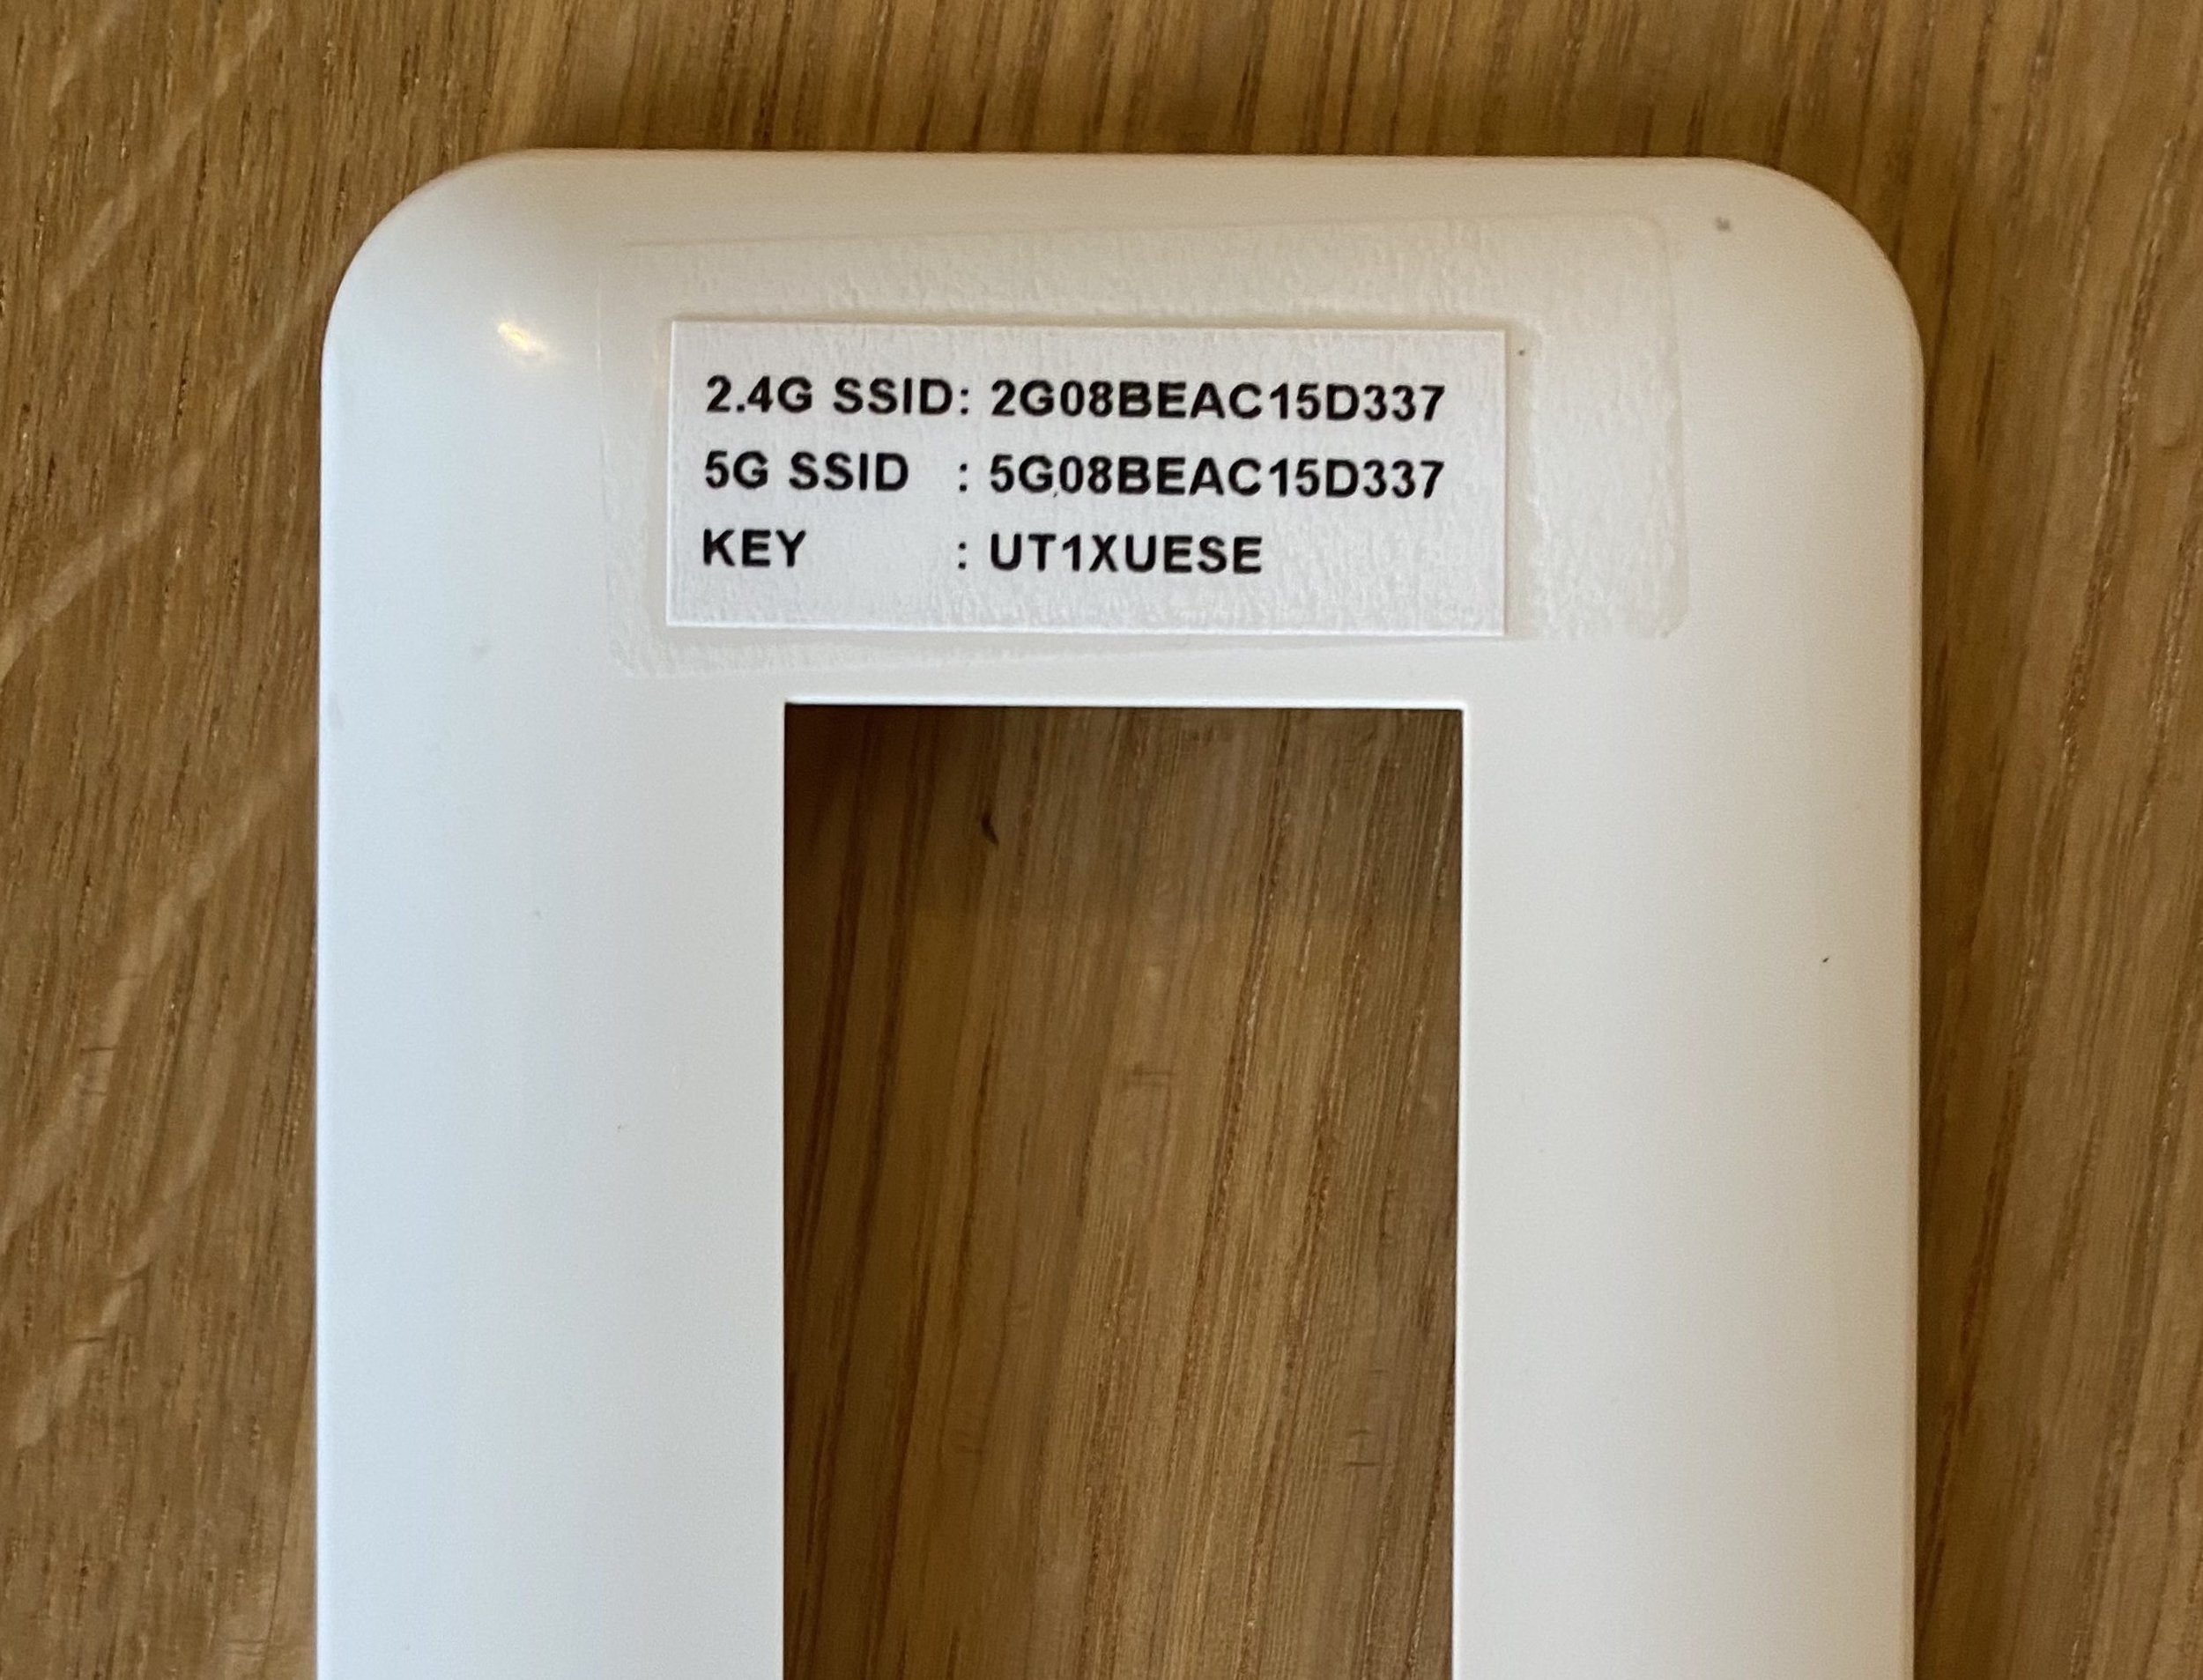 2.4G SSID: 2G08BEAC15D337
5G SSID : 5G08BEAC15D337
KEY : UT1XUESE